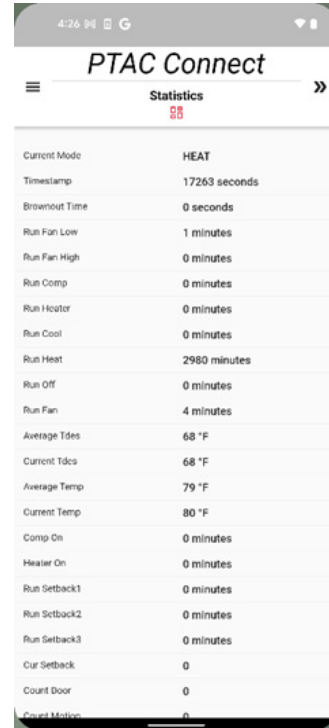 4:26
PTAC Connect
Statistics
Current Mode HEAT
Timestamp 17263 seconds
Brownout Time 0 seconds
Run Fan Low 1 minutes
Run Fan High 0 minutes
Run Comp 0 minutes
Run Heater 0 minutes
Run Cool 0 minutes
Run Heat 2980 minutes
Run Off 0 minutes
Run Fan 4 minutes
Average Tdes 68 °F
Current Tdes 68 °F
Average Temp 79 °F
Current Temp 80 °F
Comp On 0 minutes
Heater On 0 minutes
Run Setback1 0 minutes
Run Setback2 0 minutes
Run Setback3 0 minutes
Cur Setback 0
Count Door 0
Count Motion 0